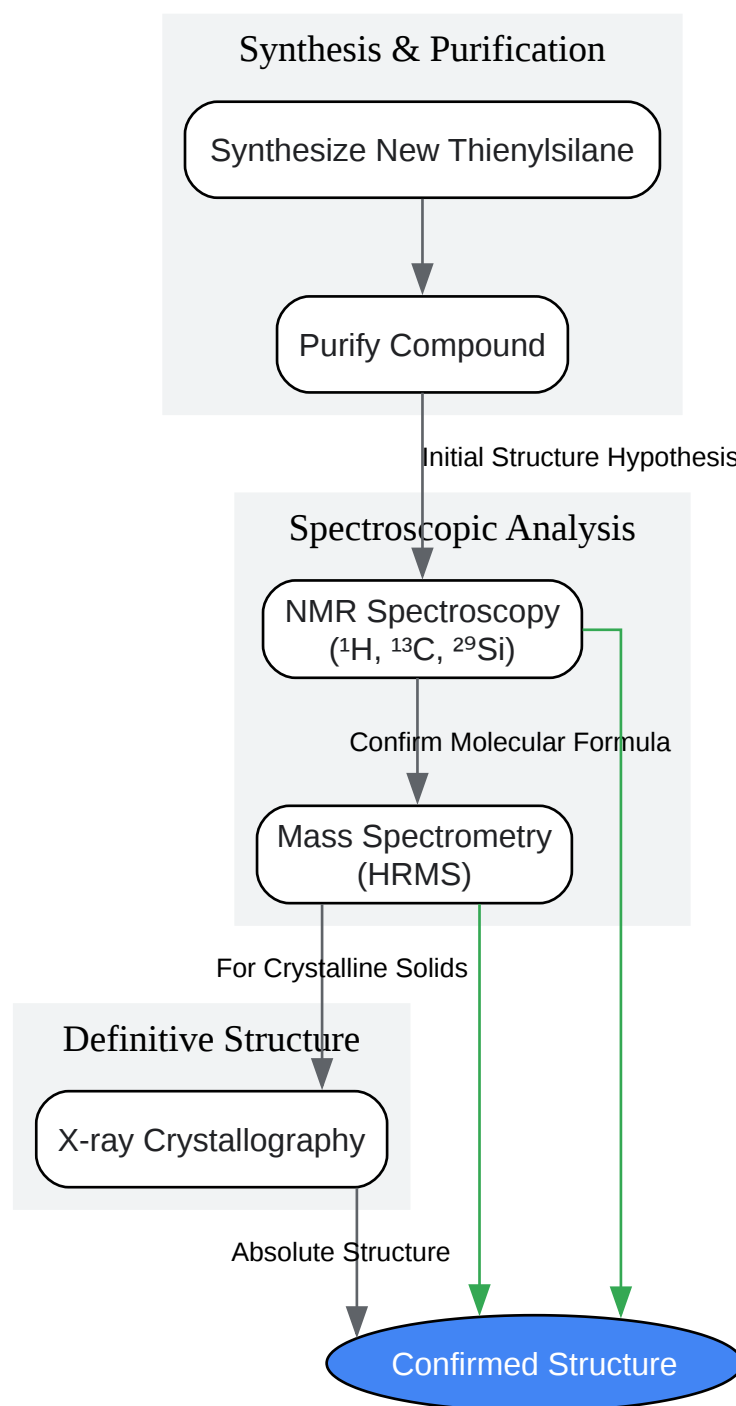 Synthesis & Purification
Synthesize New Thienylsilane
Purify Compound
Initial Structure Hypothesis
Spectroscopic Analysis
NMR Spectroscopy
(¹H, ¹³C, ²⁹Si)
Confirm Molecular Formula
Mass Spectrometry
(HRMS)
For Crystalline Solids
Definitive Structure
X-ray Crystallography
Absolute Structure
Confirmed Structure